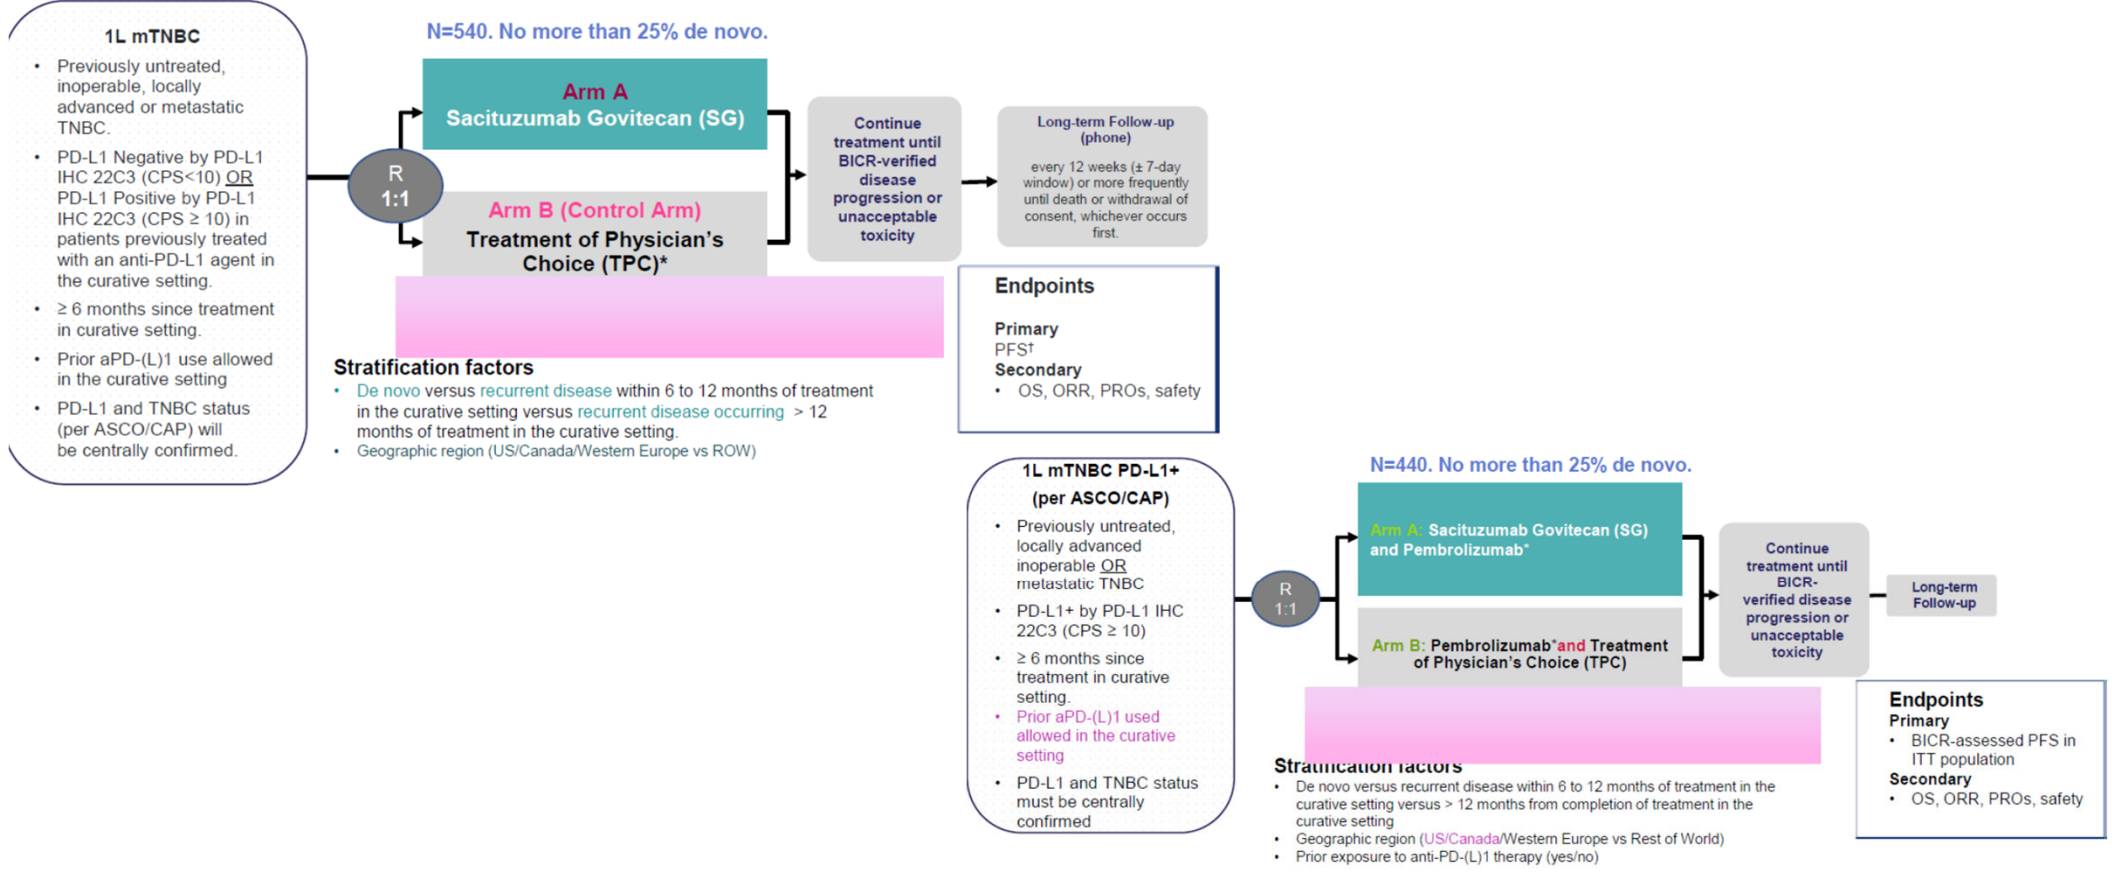 1L mTNBC
• Previously untreated,
inoperable, locally
advanced or metastatic
TNBC.
• PD-L1 Negative by PD-L1
IHC 22C3 (CPS<10) OR
PD-L1 Positive by PD-L1
IHC 22C3 (CPS ≥ 10) in
patients previously treated
with an anti-PD-L1 agent in
the curative setting.
• ≥ 6 months since treatment
in curative setting.
• Prior aPD-(L)1 use allowed
in the curative setting
• PD-L1 and TNBC status
(per ASCO/CAP) will
be centrally confirmed.
R
1:1
N=540. No more than 25% de novo.
Arm A
Sacituzumab Govitecan (SG)
Arm B (Control Arm)
Treatment of Physician's
Choice (TPC)*
Continue
treatment until
BICR-verified
disease
progression or
unacceptable
toxicity
Long-term Follow-up
(phone)
every 12 weeks (± 7-day
window) or more frequently
until death or withdrawal of
consent, whichever occurs
first.
Stratification factors
• De novo versus recurrent disease within 6 to 12 months of treatment
in the curative setting versus recurrent disease occurring > 12
months of treatment in the curative setting.
• Geographic region (US/Canada/Western Europe vs ROW)
Endpoints
Primary
PFS†
Secondary
• OS, ORR, PROs, safety
1L mTNBC PD-L1+
(per ASCO/CAP)
• Previously untreated,
locally advanced
inoperable OR
metastatic TNBC
• PD-L1+ by PD-L1 IHC
22C3 (CPS ≥ 10)
• ≥ 6 months since
treatment in curative
setting.
• Prior aPD-(L)1 used
allowed in the curative
setting
• PD-L1 and TNBC status
must be centrally
confirmed
R
1:1
N=440. No more than 25% de novo.
Arm A: Sacituzumab Govitecan (SG)
and Pembrolizumab*
Arm B: Pembrolizumab*and Treatment
of Physician's Choice (TPC)
Continue
treatment until
BICR-
verified disease
progression or
unacceptable
toxicity
Long-term
Follow-up
Stratification factors
• De novo versus recurrent disease within 6 to 12 months of treatment in the
curative setting versus > 12 months from completion of treatment in the
curative setting
• Geographic region (US/Canada/Western Europe vs Rest of World)
• Prior exposure to anti-PD-(L)1 therapy (yes/no)
Endpoints
Primary
• BICR-assessed PFS in
ITT population
Secondary
• OS, ORR, PROs, safety